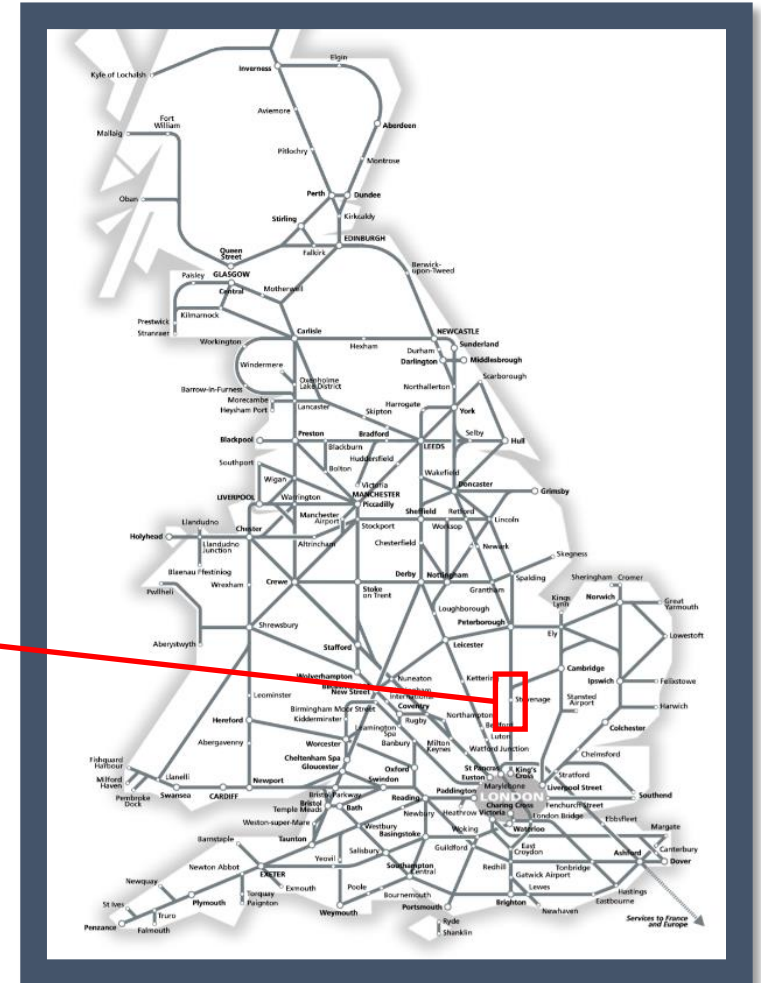 Elgin
Inverness
Kyle of Lochalsh
Aviemore
Fort
William
Mallaig
Aberdeen
Pitlochry
Montrose
Perth
Dundee
Oban
Stirling
Kirkcaldy
EDINBURGH
Queen
Street
Falkirk
Berwick-
upon-Tweed
Paisley
GLASGOW
Central
Motherwell
Prestwick
Kilmarnock
Stranraer
Carlisle
NEWCASTLE
Workington
Hexham
Sunderland
Durham
Darlington
Middlesbrough
Windermere
Scarborough
Oxenholme
Lake District
Barrow-in-Furness
Northallerton
Morecambe
Heysham Port
Lancaster
Harrogate
York
Skipton
Preston
Bradford
Selby
Blackpool
Blackburn
LEEDS
Hull
Huddersfield
Southport
Bolton
Wakefield
Wigan
Victoria
Doncaster
Grimsby
MANCHESTER
LIVERPOOL
Warrington
Piccadilly
Manchester
Airport
Sheffield
Retford
Llandudno
Stockport
Worksop
Lincoln
Holyhead
Chester
Llandudno
Junction
Altrincham
Chesterfield
Newark
Skegness
Blaenau Ffestiniog
Crewe
Derby
Nottingham
Spalding
Sheringham
Cromer
Pwllheli
Wrexham
Stoke
on Trent
Grantham
Kings
Lynn
Norwich
Great
Yarmouth
Loughborough
Shrewsbury
Peterborough
Ely
Lowestoft
Aberystwyth
Stafford
Leicester
Wolverhampton
Cambridge
Nuneaton
Kettering
Ipswich
Felixstowe
New Street
International
Leominster
Stevenage
Stansted
Airport
Birmingham Moor Street
Coventry
Harwich
Kidderminster
Northampton
Hereford
Rugby
Bedford
Leamington
Spa
Colchester
Worcester
Banbury
Milton
Keynes
Luton
Abergavenny
Watford Junction
Chelmsford
Cheltenham Spa
Fishguard
Harbour
Gloucester
Oxford
St Pancras
King's
Cross
Stratford
Milford
Haven
Llanelli
Swindon
Euston
Marylebone
Liverpool Street
Pembroke
Dock
Swansea
CARDIFF
Newport
Bristol Parkway
Reading
Paddington
LONDON
Southend
Bristol
Temple Meads
Bath
Charing Cross
Fenchurch Street
Newbury
Heathrow
Victoria
London Bridge
Ebbsfleet
Weston-super-Mare
Westbury
Basingstoke
Woking
Waterloo
Margate
Barnstaple
Taunton
East
Croydon
Canterbury
Salisbury
Guildford
Ashford
Yeovil
Dover
Newton Abbot
Southampton
Central
Redhill
Tonbridge
EXETER
Gatwick Airport
Newquay
Exmouth
Poole
Lewes
Hastings
Torquay
Bournemouth
Eastbourne
St Ives
Plymouth
Paignton
Portsmouth
Brighton
Newhaven
Truro
Weymouth
Ryde
Services to France
and Europe
Penzance
Falmouth
Shanklin